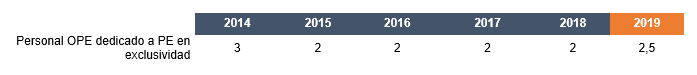 2014 2015 2016 2017 2018 2019
Personal OPE dedicado a PE en
exclusividad 3 2 2 2 2 2,5